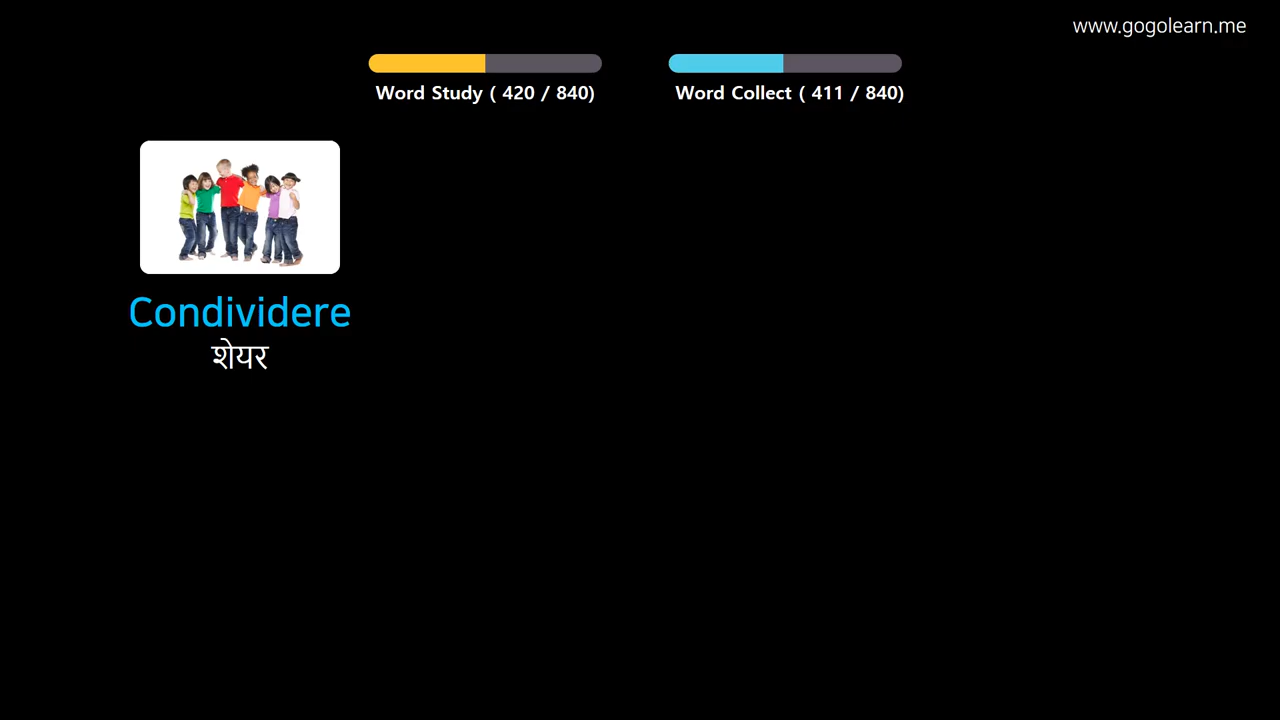 www.gogolearn.me
Word Study ( 420 / 840)
Word Collect ( 411 / 840)
Condividere
शेयर